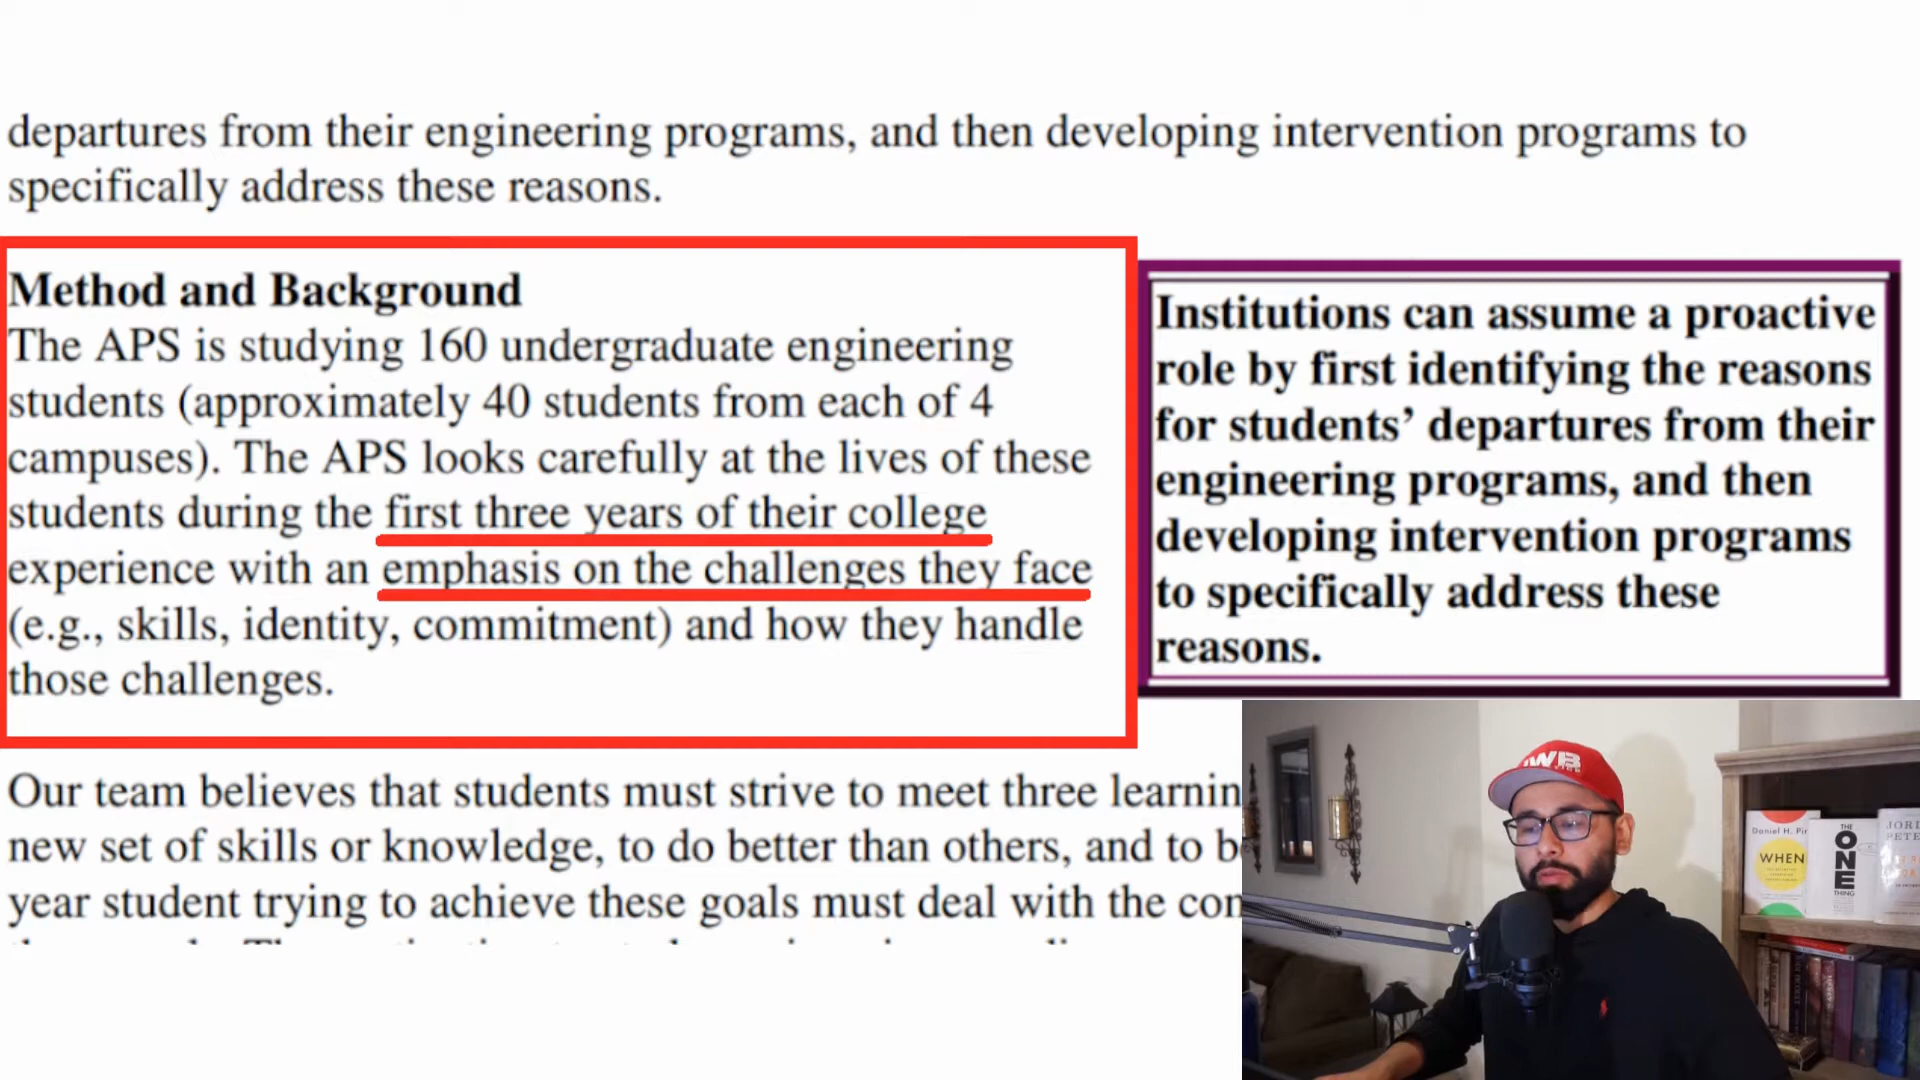 departures from their engineering programs, and then developing intervention programs to
specifically address these reasons.
Method and Background
The APS is studying 160 undergraduate engineering
students (approximately 40 students from each of 4
campuses). The APS looks carefully at the lives of these
students during the first three years of their college
experience with an emphasis on the challenges they face
(e.g., skills, identity, commitment) and how they handle
those challenges.
Institutions can assume a proactive
role by first identifying the reasons
for students’ departures from their
engineering programs, and then
developing intervention programs
to specifically address these
reasons.
Our team believes that students must strive to meet three learnin
new set of skills or knowledge, to do better than others, and to b
year student trying to achieve these goals must deal with the con
WB
Daniel H. Pin
WHEN
THE
ONE
THING
JORD
PETE